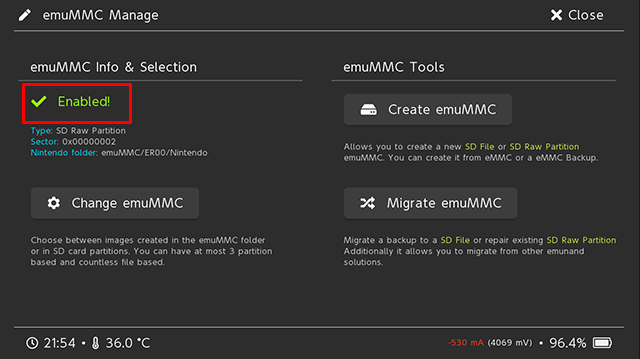 emuMMC Manage
Close
emuMMC Info & Selection
Enabled!
Type: SD Raw Partition
Sector: 0x00000002
Nintendo folder: emuMMC/ER00/Nintendo
Change emuMMC
Choose between images created in the emuMMC folder
or in SD card partitions. You can have at most 3 partition
based and countless file based.
emuMMC Tools
Create emuMMC
Allows you to create a new SD File or SD Raw Partition
emuMMC. You can create it from eMMC or a eMMC Backup.
Migrate emuMMC
Migrate a backup to a SD File or repair existing SD Raw Partition
Additionally it allows you to migrate from other emunand
solutions.
21:54 • 36.0 °C
-530 mA (4069 mV) • 96.4%